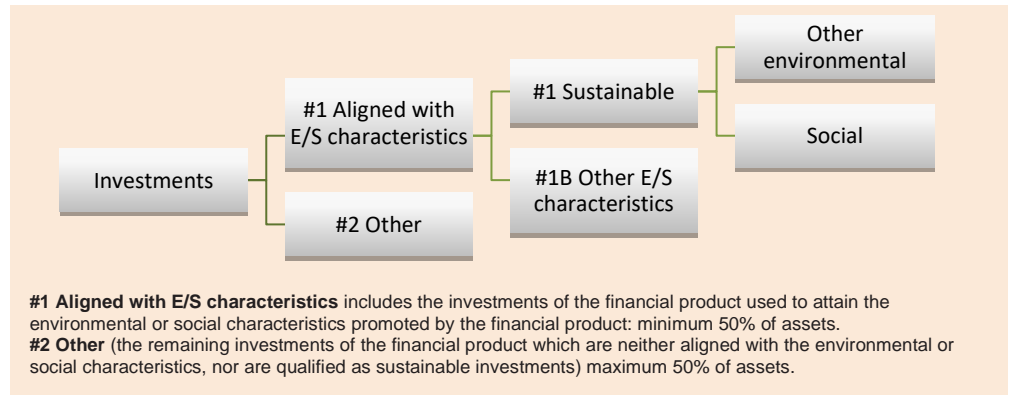 Investments
#1 Aligned with
E/S characteristics
#2 Other
#1 Sustainable
#1B Other E/S
characteristics
Other
environmental
Social
#1 Aligned with E/S characteristics includes the investments of the financial product used to attain the
environmental or social characteristics promoted by the financial product: minimum 50% of assets.
#2 Other (the remaining investments of the financial product which are neither aligned with the environmental or
social characteristics, nor are qualified as sustainable investments) maximum 50% of assets.